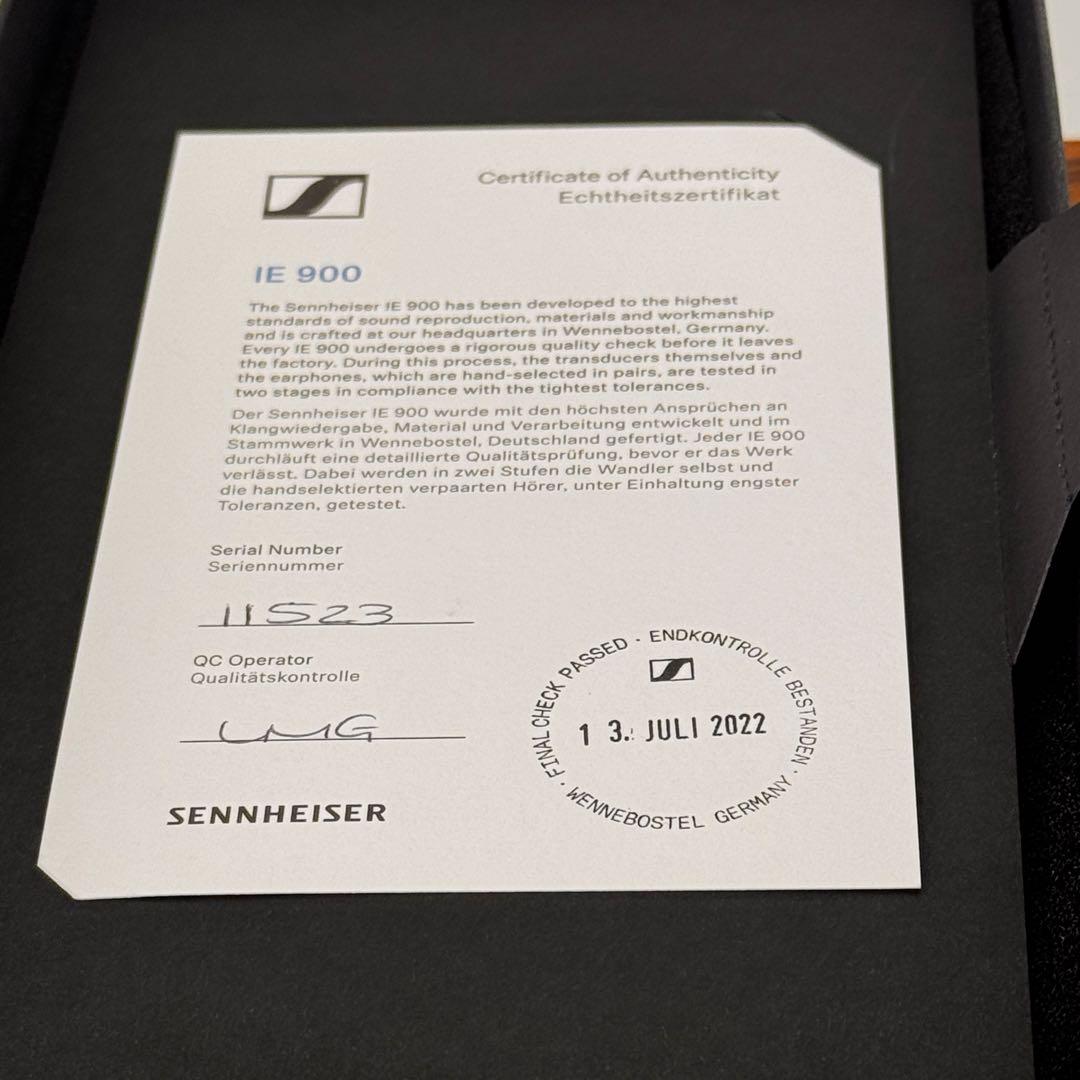 Certificate of Authenticity
Echtheitszertifikat
IE 900
The Sennheiser IE 900 has been developed to the highest
standards of sound reproduction, materials and workmanship
and is crafted at our headquarters in Wennebostel, Germany.
Every IE 900 undergoes a rigorous quality check before it leaves
the factory. During this process, the transducers themselves and
the earphones, which are hand-selected in pairs, are tested in
two stages in compliance with the tightest tolerances.
Der Sennheiser IE 900 wurde mit den höchsten Ansprüchen an
Klangwiedergabe, Material und Verarbeitung entwickelt und im
Stammwerk in Wennebostel, Deutschland gefertigt. Jeder IE 900
durchläuft eine detaillierte Qualitätsprüfung, bevor er das Werk
verlässt. Dabei werden in zwei Stufen die Wandler selbst und
die handselektierten verpaarten Hörer, unter Einhaltung engster
Toleranzen, getestet.
Serial Number
Seriennummer
11523
QC Operator
Qualitätskontrolle
SENNHEISER
FINAL CHECK PASSED · ENDKONTROLLE BESTANDEN ·
1 3. JULI 2022
WENNEBOSTEL GERMANY ·